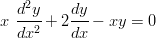 x d²y/dx² + 2 dy/dx − xy = 0